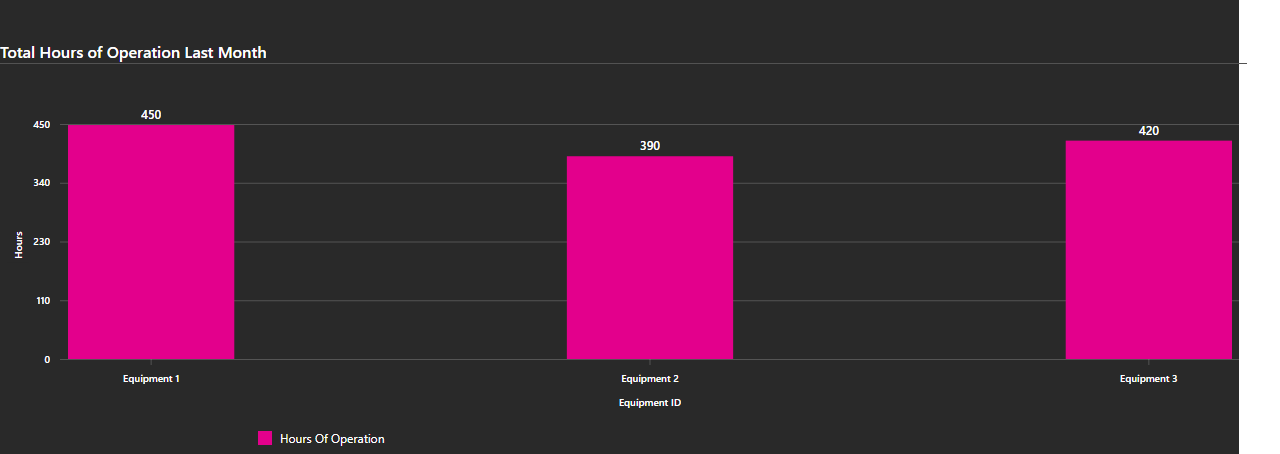 Total Hours of Operation Last Month
450
390
420
450
340
230
110
0
Hours
Equipment 1
Equipment 2
Equipment 3
Equipment ID
Hours Of Operation